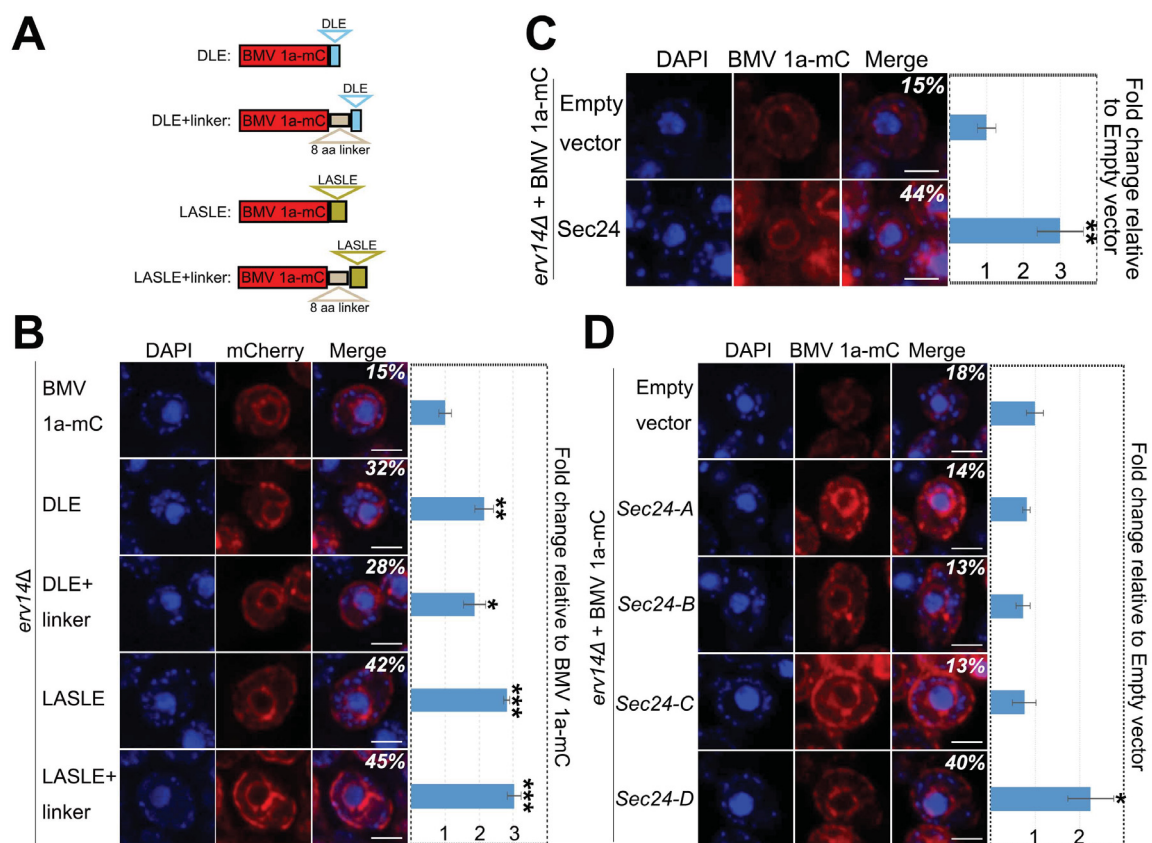 A
DLE
DLE: BMV 1a-mC
DLE
DLE+linker: BMV 1a-mC
8 aa linker
LASLE
LASLE: BMV 1a-mC
LASLE
LASLE+linker: BMV 1a-mC
8 aa linker
B
DAPI mCherry Merge
erv14Δ
BMV
1a-mC
15%
DLE
32%
**
DLE+
linker
28%
*
LASLE
42%
***
LASLE+
linker
45%
***
1 2 3
Fold change relative to BMV 1a-mC
C
DAPI BMV 1a-mC Merge
erv14Δ + BMV 1a-mC
Empty
vector
15%
Sec24
44%
**
1 2 3
Fold change relative
to Empty vector
D
DAPI BMV 1a-mC Merge
erv14Δ + BMV 1a-mC
Empty
vector
18%
Sec24-A
14%
Sec24-B
13%
Sec24-C
13%
Sec24-D
40%
*
1 2
Fold change relative to Empty vector